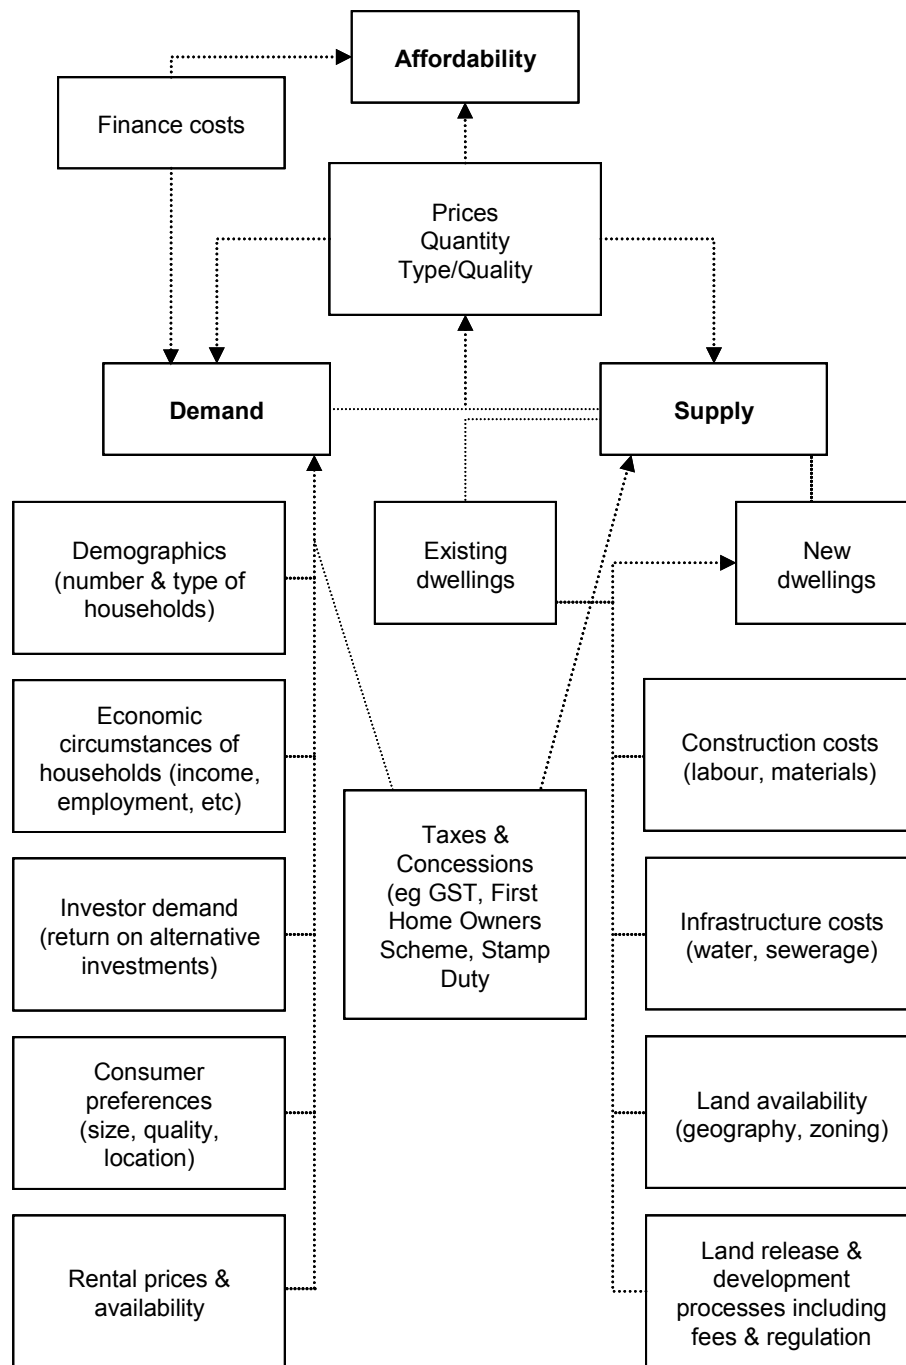 Affordability
Finance costs
Prices
Quantity
Type/Quality
Demand
Supply
Demographics
(number & type of
households)
Existing
dwellings
New
dwellings
Economic
circumstances of
households (income,
employment, etc)
Construction costs
(labour, materials)
Taxes &
Concessions
(eg GST, First
Home Owners
Scheme, Stamp
Duty
Investor demand
(return on alternative
investments)
Infrastructure costs
(water, sewerage)
Consumer
preferences
(size, quality,
location)
Land availability
(geography, zoning)
Rental prices &
availability
Land release &
development
processes including
fees & regulation